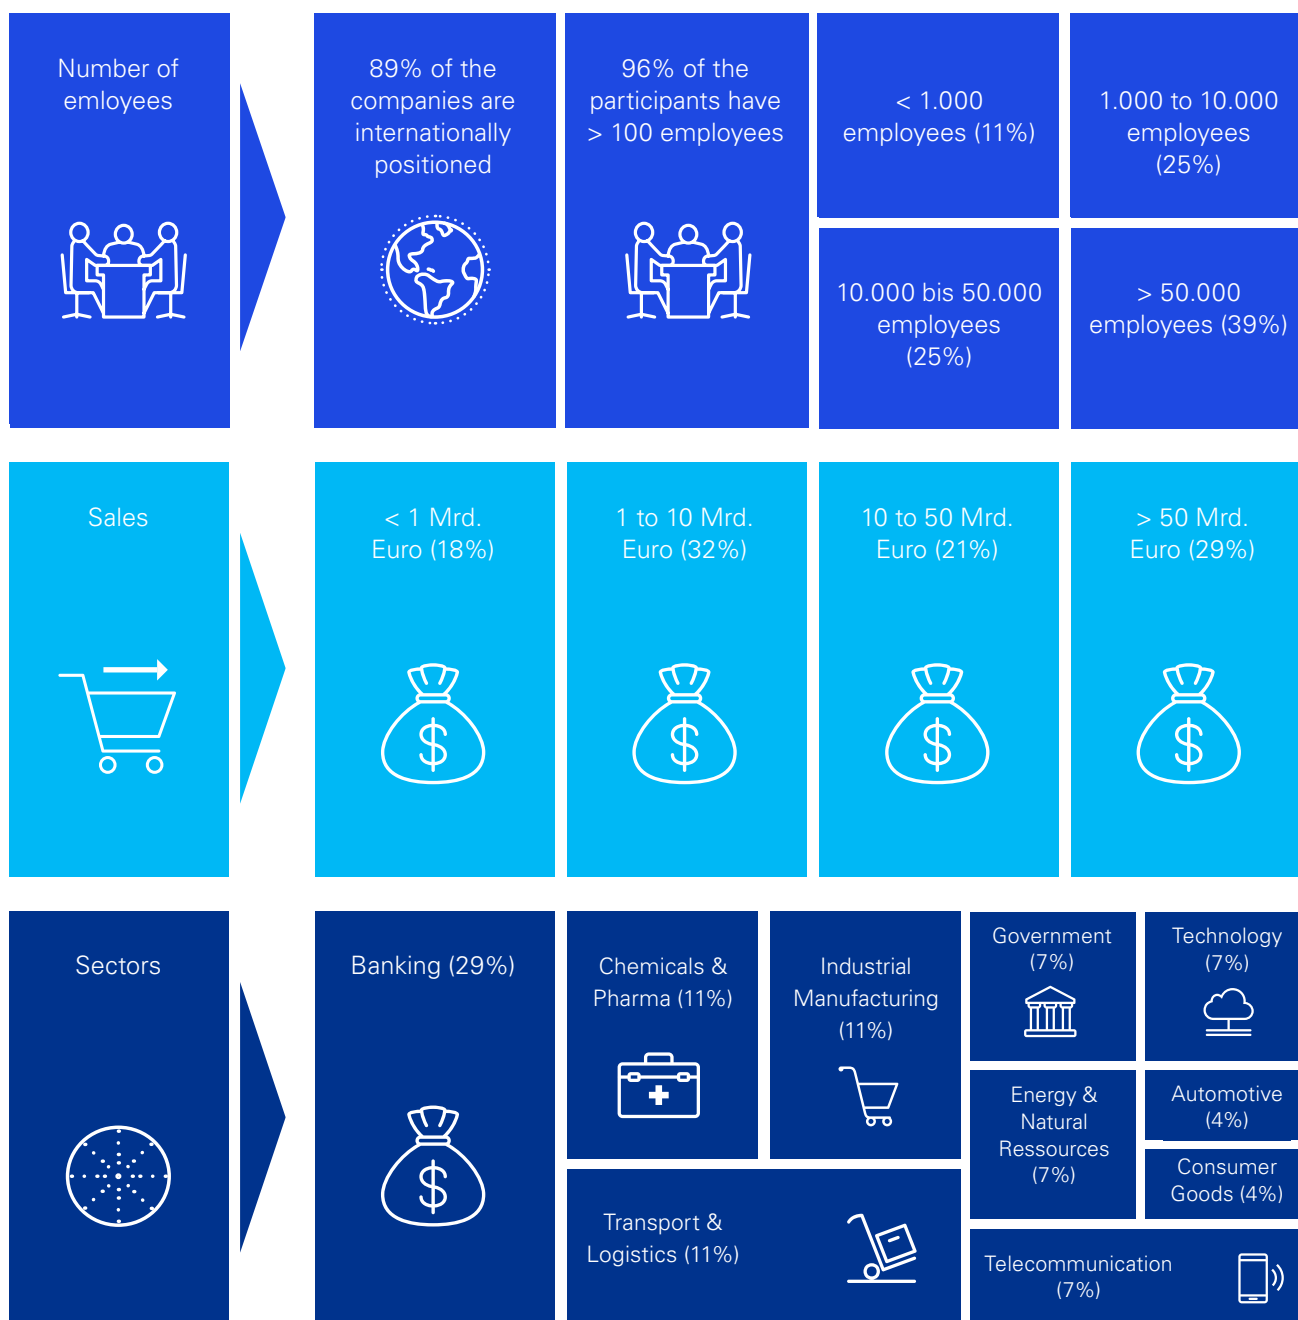 Number of
emloyees
89% of the
companies are
internationally
positioned
96% of the
participants have
> 100 employees
< 1.000
employees (11%)
1.000 to 10.000
employees
(25%)
10.000 bis 50.000
employees
(25%)
> 50.000
employees (39%)
Sales
< 1 Mrd.
Euro (18%)
1 to 10 Mrd.
Euro (32%)
10 to 50 Mrd.
Euro (21%)
> 50 Mrd.
Euro (29%)
$
$
$
$
Sectors
Banking (29%)
$
Chemicals &
Pharma (11%)
Industrial
Manufacturing
(11%)
Transport &
Logistics (11%)
Government
(7%)
Technology
(7%)
Energy &
Natural
Ressources
(7%)
Automotive
(4%)
Consumer
Goods (4%)
Telecommunication
(7%)